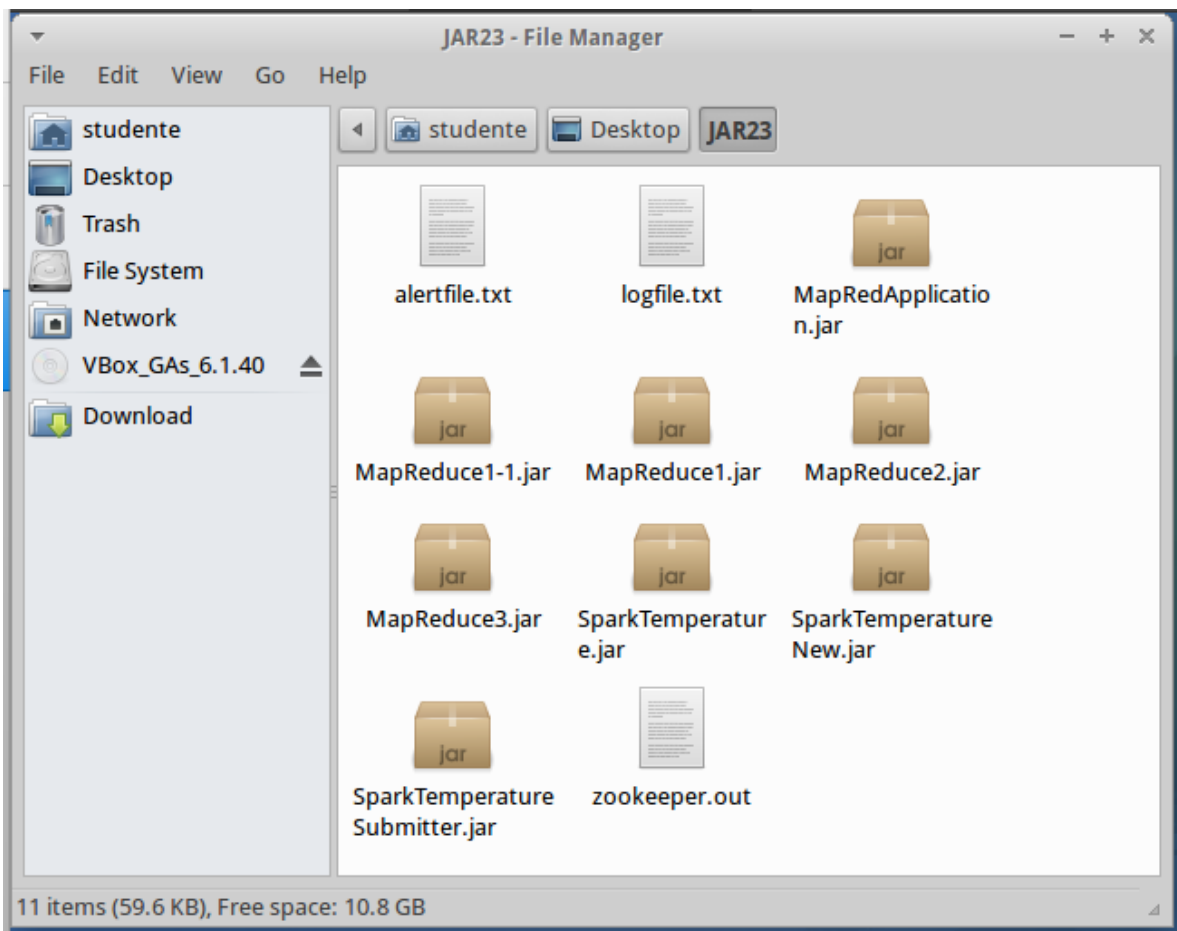 JAR23 - File Manager
File Edit View Go Help
studente
Desktop
Trash
File System
Network
VBox_GAs_6.1.40
Download
studente Desktop JAR23
alertfile.txt
logfile.txt
MapRedApplicatio
n.jar
jar
MapReduce1-1.jar
jar
MapReduce1.jar
jar
MapReduce2.jar
jar
MapReduce3.jar
jar
SparkTemperatur
e.jar
jar
SparkTemperature
New.jar
jar
SparkTemperature
Submitter.jar
jar
zookeeper.out
11 items (59.6 KB), Free space: 10.8 GB